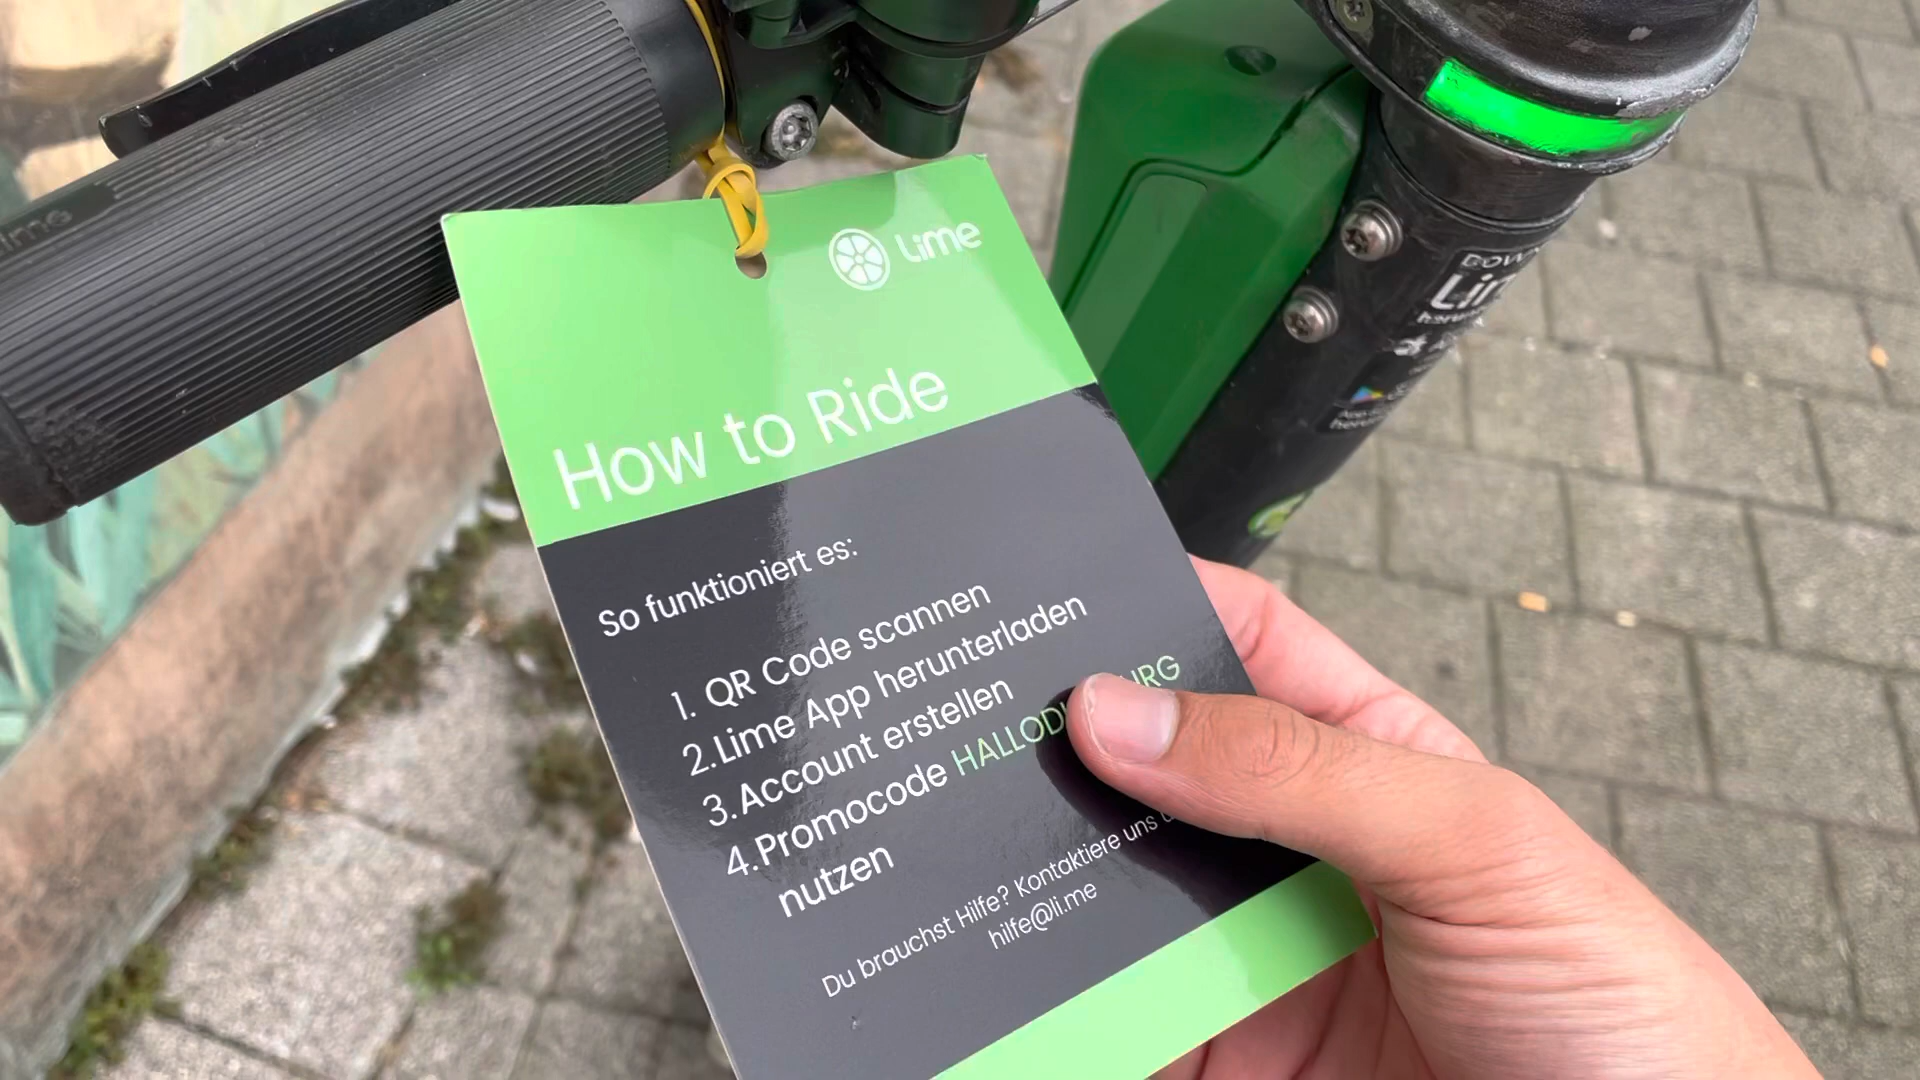 Lime
How to Ride
So funktioniert es:
1. QR Code scannen
2. Lime App herunterladen
3. Account erstellen
4. Promocode
nutzen
Du brauchst Hilfe? Kontaktiere uns
hilfe@li.me